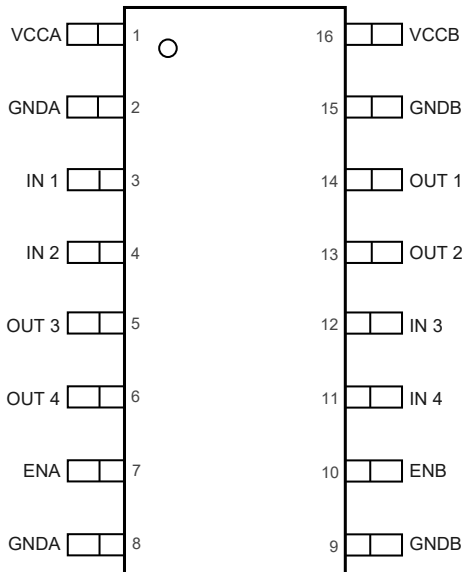 VCCA 1 16 VCCB
GNDA 2 15 GNDB
IN 1 3 14 OUT 1
IN 2 4 13 OUT 2
OUT 3 5 12 IN 3
OUT 4 6 11 IN 4
ENA 7 10 ENB
GNDA 8 9 GNDB